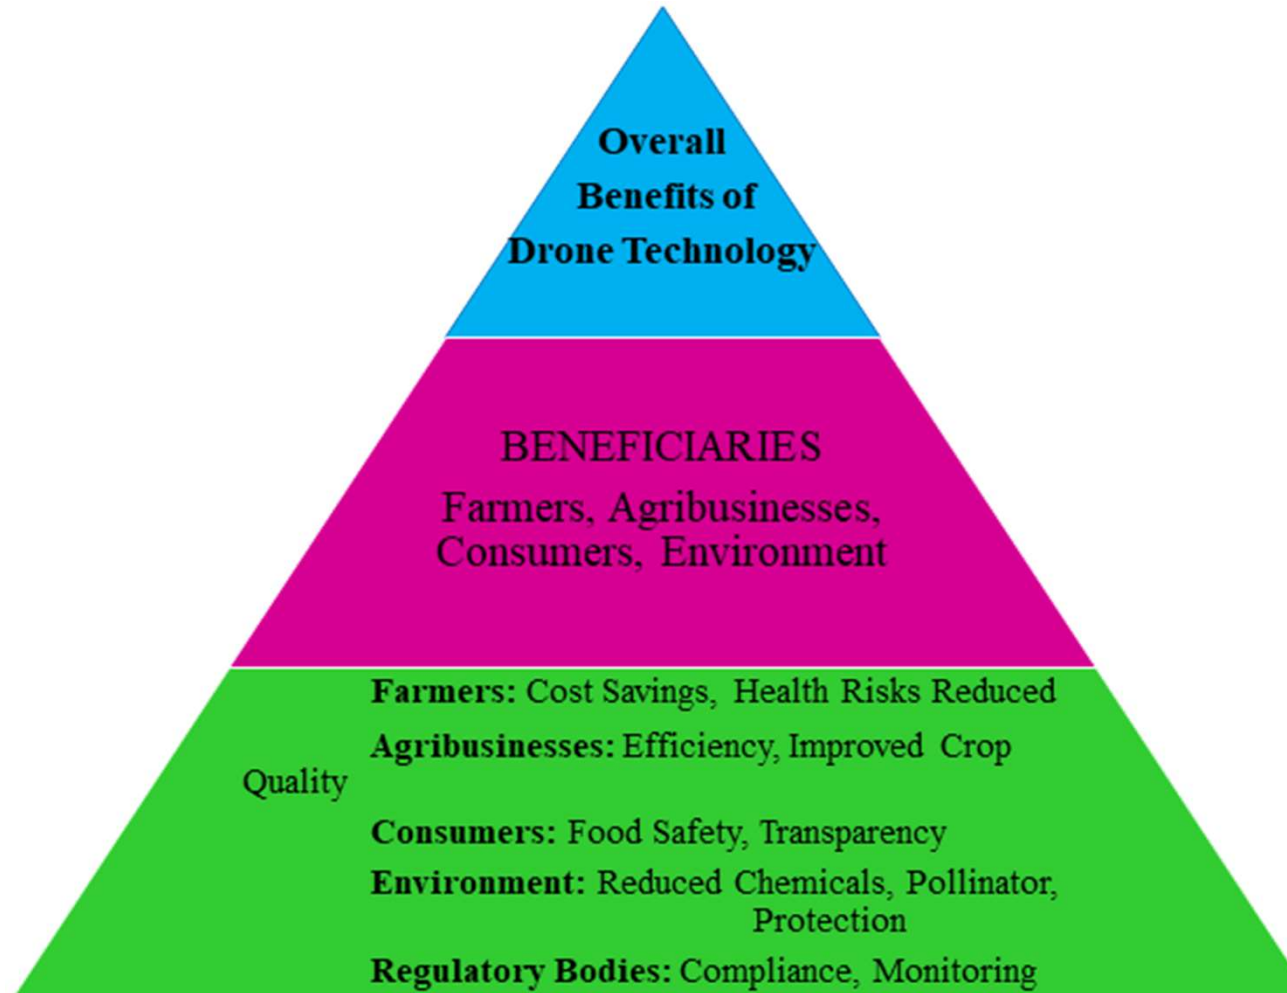 Overall
Benefits of
Drone Technology
BENEFICIARIES
Farmers, Agribusinesses,
Consumers, Environment
Farmers: Cost Savings, Health Risks Reduced
Agribusinesses: Efficiency, Improved Crop
Quality
Consumers: Food Safety, Transparency
Environment: Reduced Chemicals, Pollinator,
Protection
Regulatory Bodies: Compliance, Monitoring